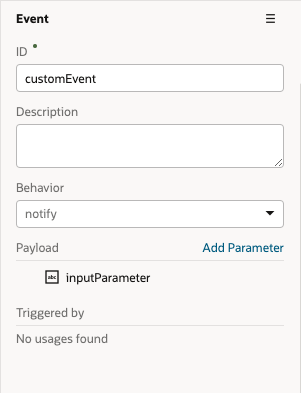 Event
ID
customEvent
Description
Behavior
notify
Payload Add Parameter
abc inputParameter
Triggered by
No usages found